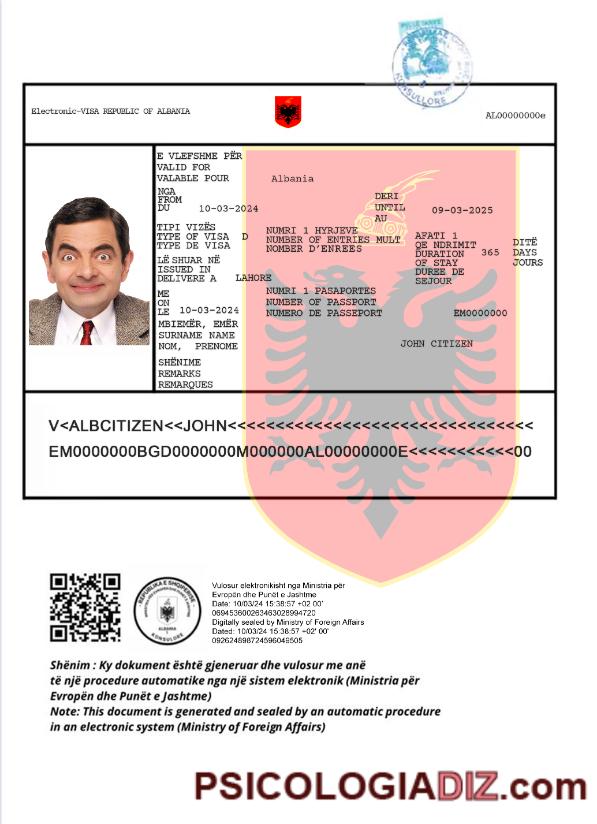 KONSULLORE
Electronic-VISA REPUBLIC OF ALBANIA
AL00000000e
E VLEFSHME PËR
VALID FOR
VALABLE POUR Albania
NGA
FROM
DU 10-03-2024
DERI
UNTIL
AU
09-03-2025
TIPI VIZËS
TYPE OF VISA D
TYPE DE VISA
NUMRI 1 HYRJEVE
NUMBER OF ENTRIES MULT
NOMBER D'ENREES
AFATI 1
QE NDRIMIT
DURATION
OF STAY
DUREE DE
SEJOUR
365
DITË
DAYS
JOURS
LËSHUAR NË
ISSUED IN
DELIVERE A LAHORE
ME
ON
LE 10-03-2024
NUMRI 1 PASAPORTES
NUMBER OF PASSPORT
NUMERO DE PASSEPORT EM0000000
MBIEMËR, EMËR
SURNAME NAME
NOM, PRENOME
JOHN CITIZEN
SHËNIME
REMARKS
REMARQUES
V<ALBCITIZEN<<JOHN<<<<<<<<<<<<<<<<<<<<<<<<<<
EM0000000BGD0000000M000000AL00000000E<<<<<<<<<<<00
REPUBLIKA E SHQIPERISE
ALBANIA
KONSULLORE
Vulosur elektronikisht nga Ministria për
Evropën dhe Punët e Jashtme
Date: 10/03/24 15:38:57 +02 00'
069453600263463028994720
Digitally sealed by Ministry of Foreign Affairs
Dated: 10/03/24 15:38:57 +02' 00'
092624898724596049505
Shënim : Ky dokument është gjeneruar dhe vulosur me anë
të një procedure automatike nga një sistem elektronik (Ministria për
Evropën dhe Punët e Jashtme)
Note: This document is generated and sealed by an automatic procedure
in an electronic system (Ministry of Foreign Affairs)
PSICOLOGIADIZ.com